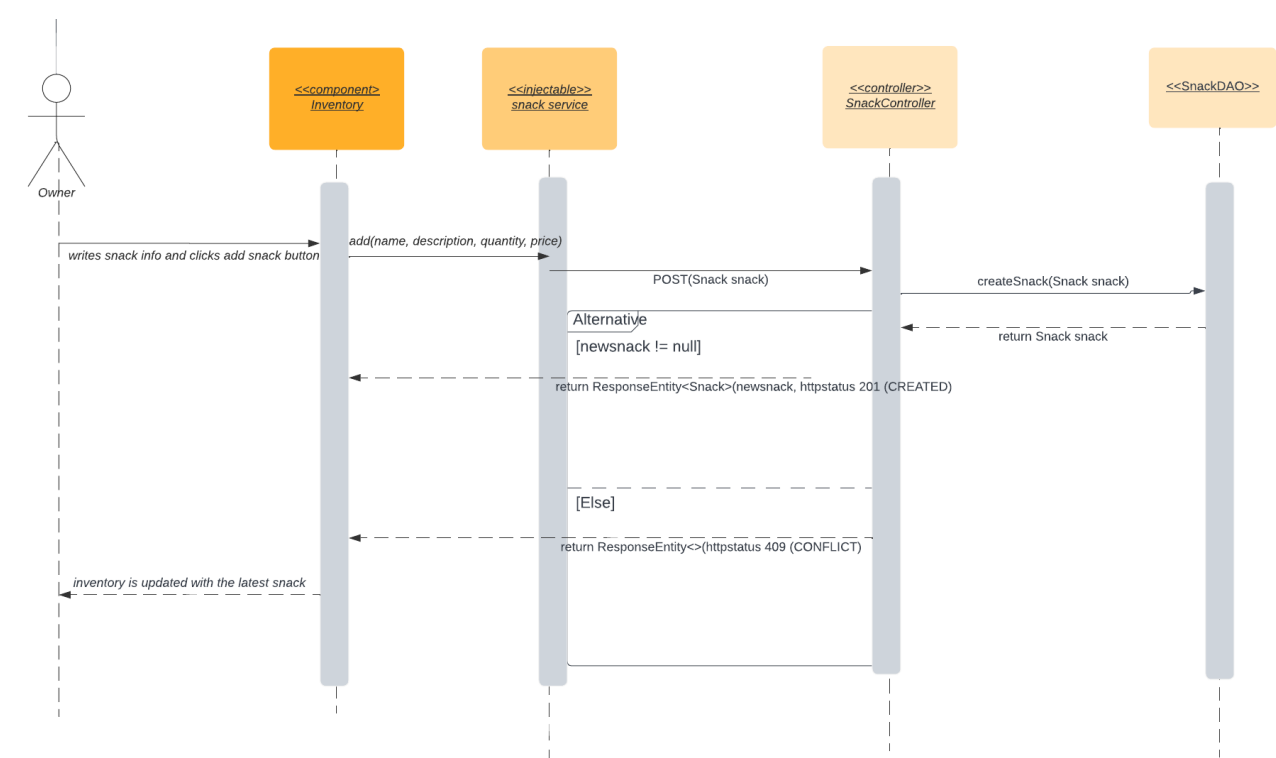 <<component>
Inventory
<<injectable>>
snack service
<<controller>>
SnackController
<<SnackDAO>>
Owner
add(name, description, quantity, price)
writes snack info and clicks add snack button
POST(Snack snack)
createSnack(Snack snack)
Alternative
return Snack snack
[newsnack != null]
return ResponseEntity<Snack>(newsnack, httpstatus 201 (CREATED)
[Else]
return ResponseEntity<>(httpstatus 409 (CONFLICT)
inventory is updated with the latest snack